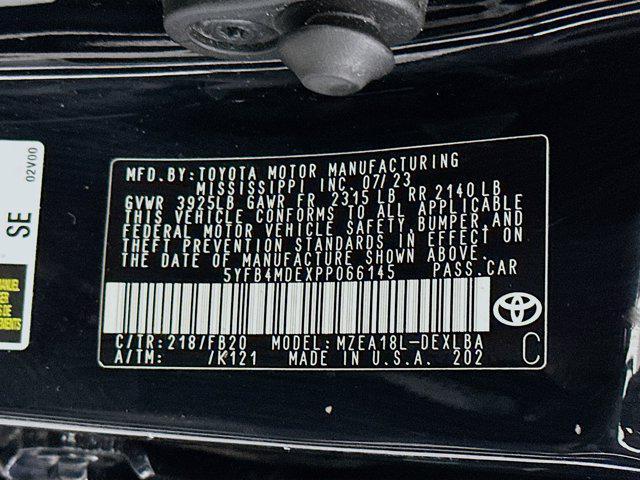 MFD.BY:TOYOTA MOTOR MANUFACTURING
MISSISSIPPI INC. 07/23
GVWR 3925LB GAWR FR 2315 LB RR 2140 LB
THIS VEHICLE CONFORMS TO ALL APPLICABLE
FEDERAL MOTOR VEHICLE SAFETY, BUMPER, AND
THEFT PREVENTION STANDARDS IN EFFECT ON
THE DATE OF MANUFACTURE SHOWN ABOVE.
5YFB4MDEXPP066145 PASS.CAR
C/TR:218/FB20 MODEL:MZEA18L-DEXLBA
A/TM: /K121 MADE IN U.S.A. 202
C
02V00
SE